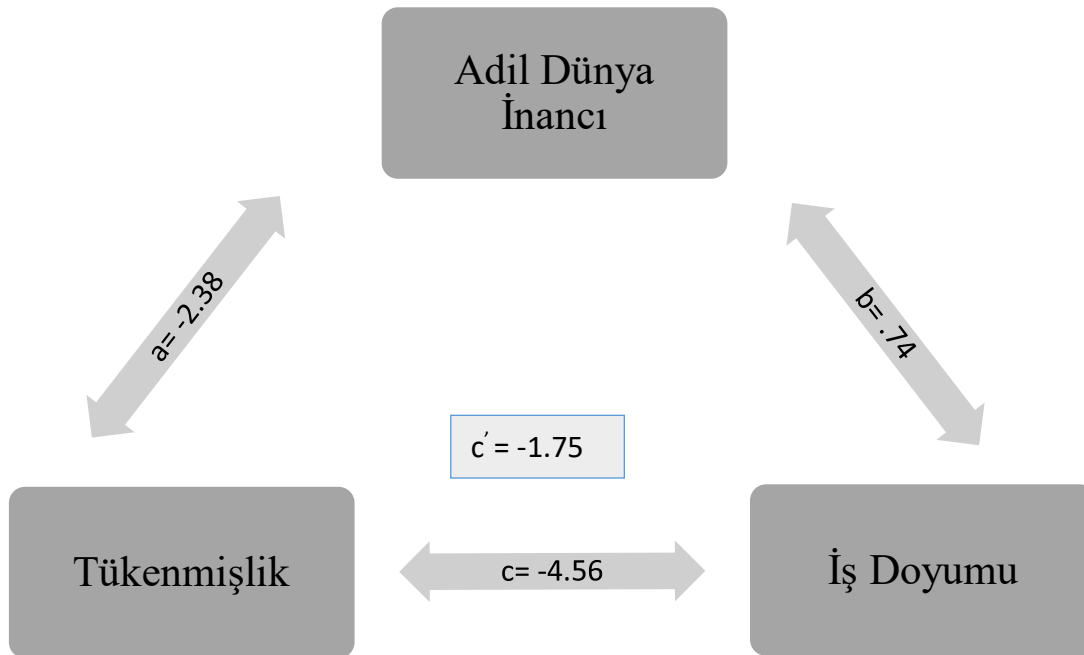 Adil Dünya
İnancı
a= -2.38
b= .74
c′ = -1.75
Tükenmişlik
c= -4.56
İş Doyumu